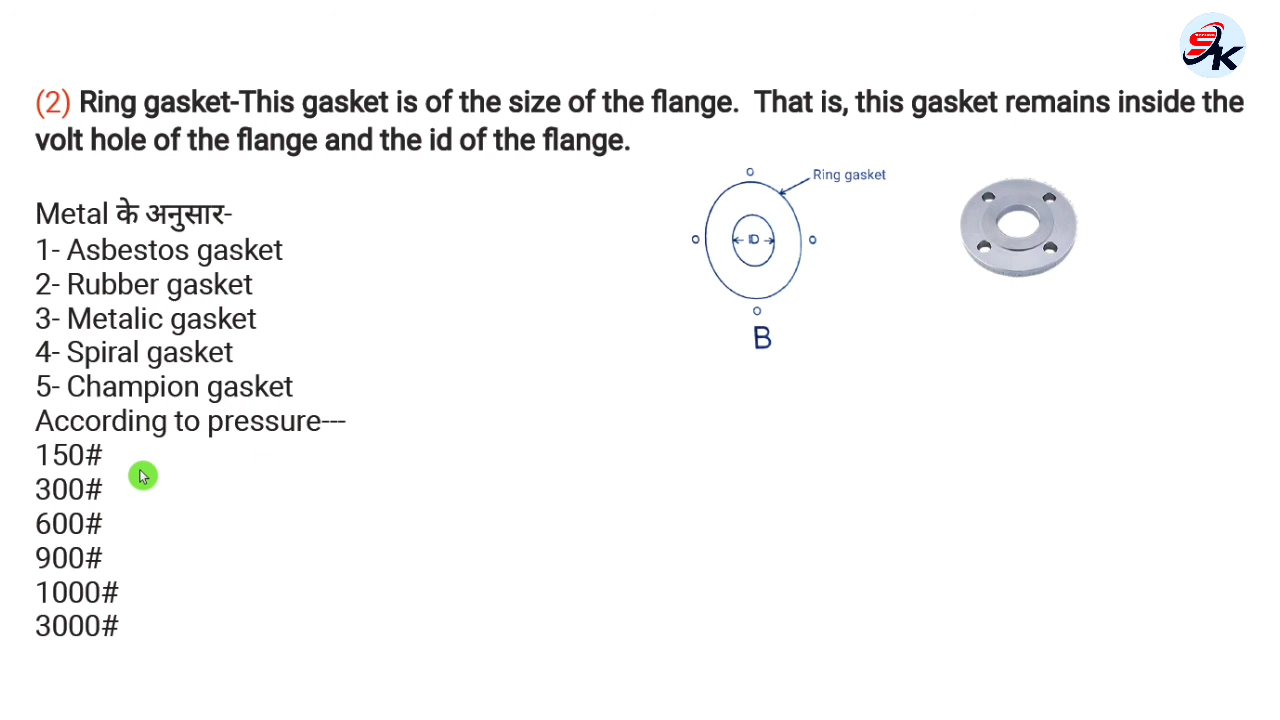 (2) Ring gasket-This gasket is of the size of the flange. That is, this gasket remains inside the
volt hole of the flange and the id of the flange.
Metal के अनुसार-
1- Asbestos gasket
2- Rubber gasket
3- Metalic gasket
4- Spiral gasket
5- Champion gasket
According to pressure---
150#
300#
600#
900#
1000#
3000#
Ring gasket
ID
B
SK